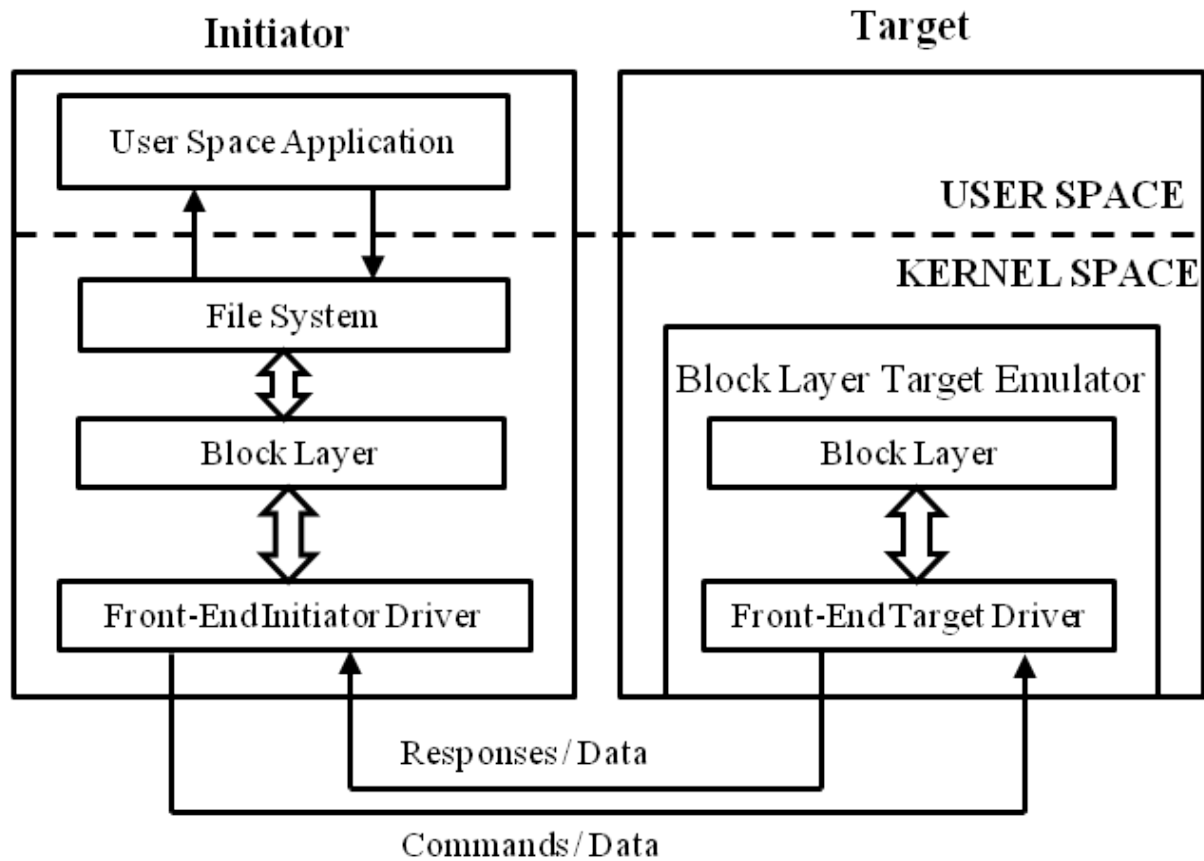 Initiator
Target
User Space Application
USER SPACE
KERNEL SPACE
File System
Block Layer Target Emulator
Block Layer
Block Layer
Front-End Initiator Driver
Front-End Target Driver
Responses / Data
Commands / Data